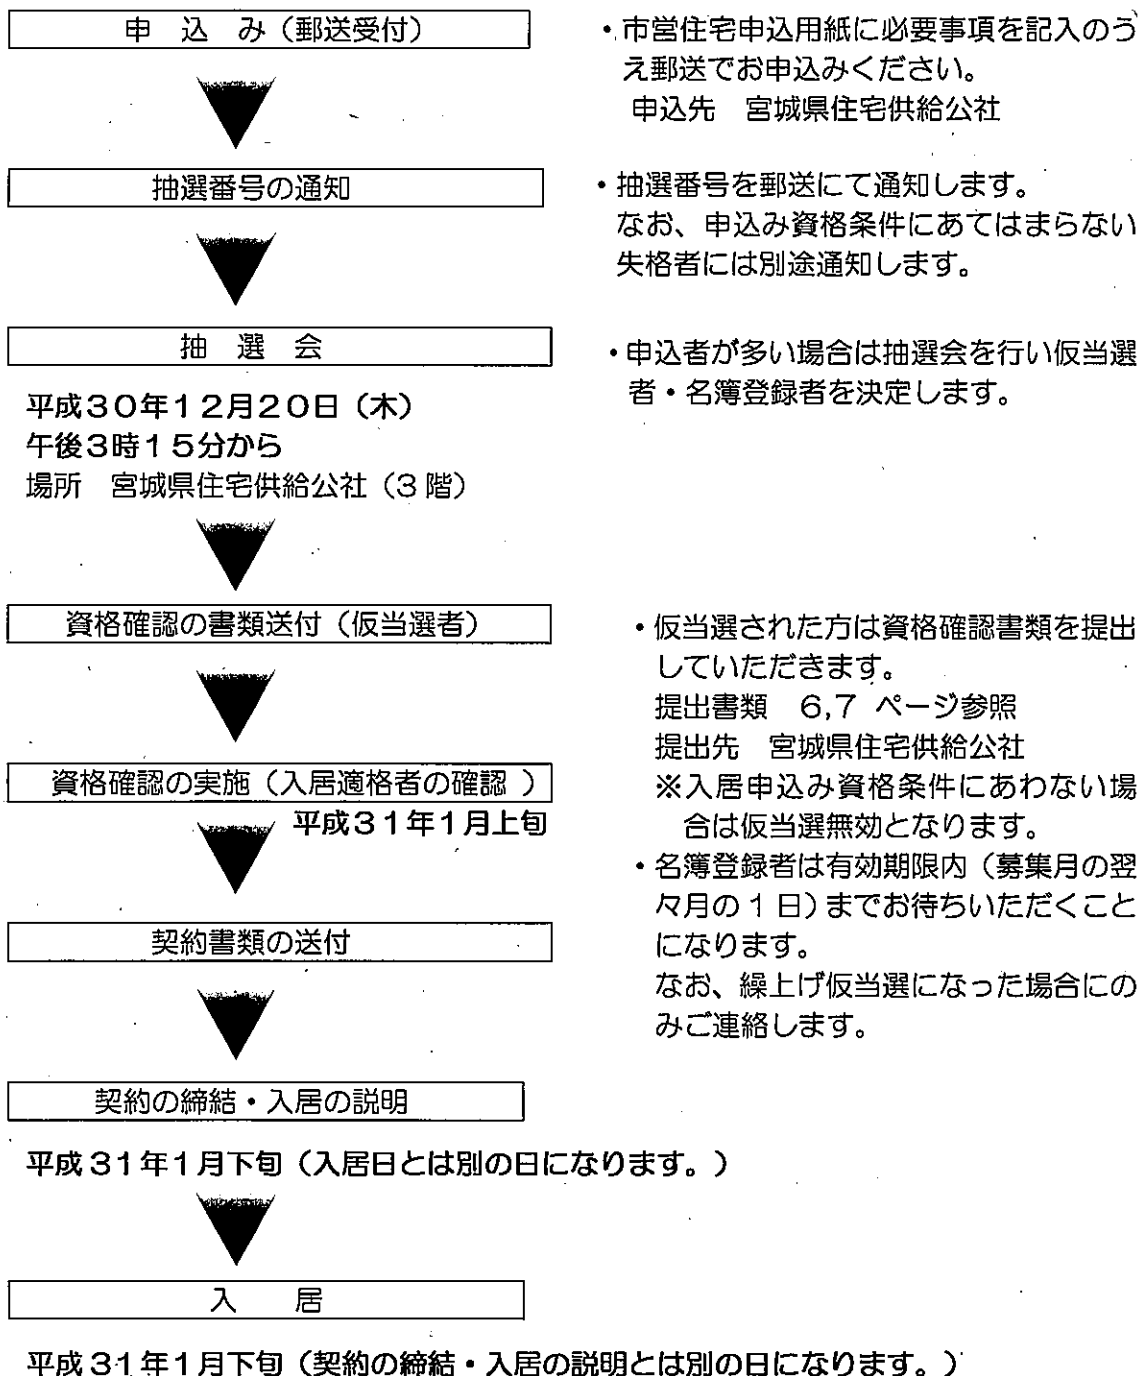 申　込　み（郵送受付）
・市営住宅申込用紙に必要事項を記入のう
え郵送でお申込みください。
申込先　宮城県住宅供給公社
抽選番号の通知
・抽選番号を郵送にて通知します。
なお、申込み資格条件にあてはまらない
失格者には別途通知します。
抽　選　会
・申込者が多い場合は抽選会を行い仮当選
者・名簿登録者を決定します。
平成３０年１２月２０日（木）
午後３時１５分から
場所　宮城県住宅供給公社（３階）
資格確認の書類送付（仮当選者）
資格確認の実施（入居適格者の確認　）
平成３１年１月上旬
・仮当選された方は資格確認書類を提出
していただきます。
提出書類　６,７ ページ参照
提出先　宮城県住宅供給公社
※入居申込み資格条件にあわない場
合は仮当選無効となります。
・名簿登録者は有効期限内（募集月の翌
々月の１日）までお待ちいただくこと
になります。
なお、繰上げ仮当選になった場合にの
みご連絡します。
契約書類の送付
契約の締結・入居の説明
平成３１年１月下旬（入居日とは別の日になります。）
入　　居
平成３１年１月下旬（契約の締結・入居の説明とは別の日になります。）